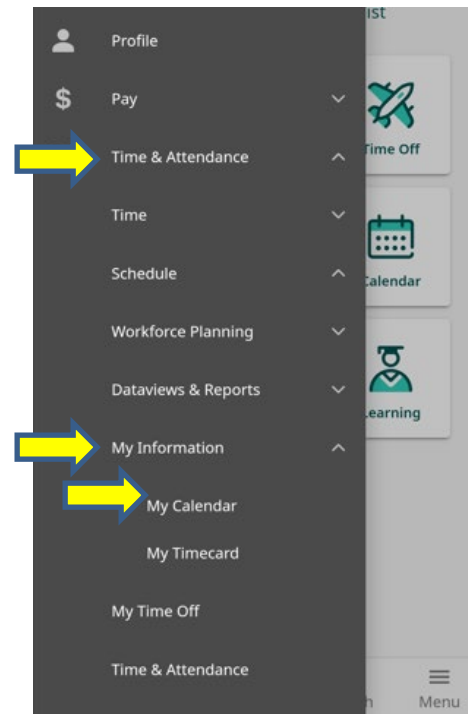 ist
Profile
$ Pay
Time Off
Time & Attendance
Time
Schedule
Calendar
Workforce Planning
Dataviews & Reports
earning
My Information
My Calendar
My Timecard
My Time Off
Time & Attendance
h
Menu